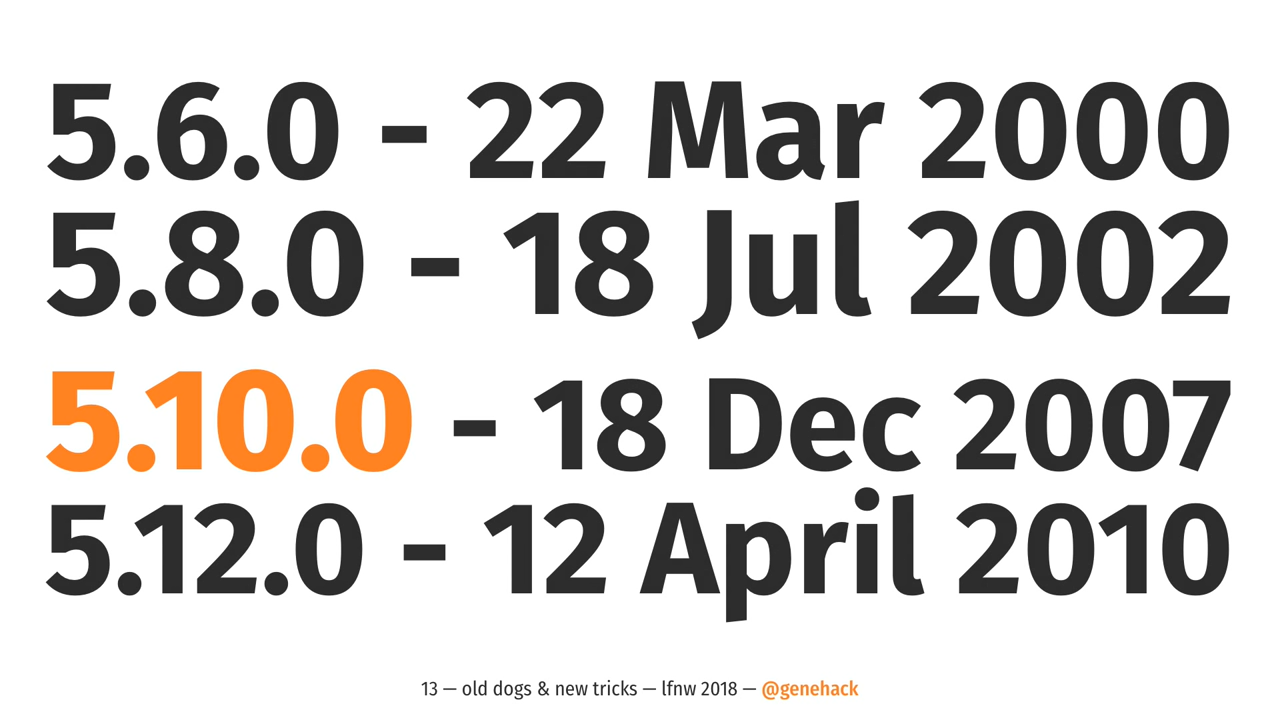 5.6.0 - 22 Mar 2000
5.8.0 - 18 Jul 2002
5.10.0 - 18 Dec 2007
5.12.0 - 12 April 2010
13 — old dogs & new tricks — lfnw 2018 — @genehack